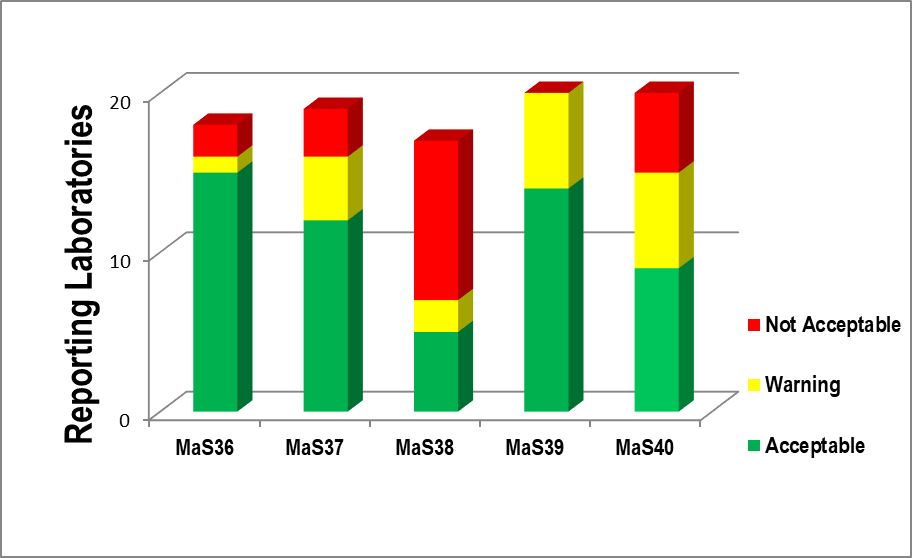 Reporting Laboratories
20
10
0
MaS36 MaS37 MaS38 MaS39 MaS40
Not Acceptable
Warning
Acceptable